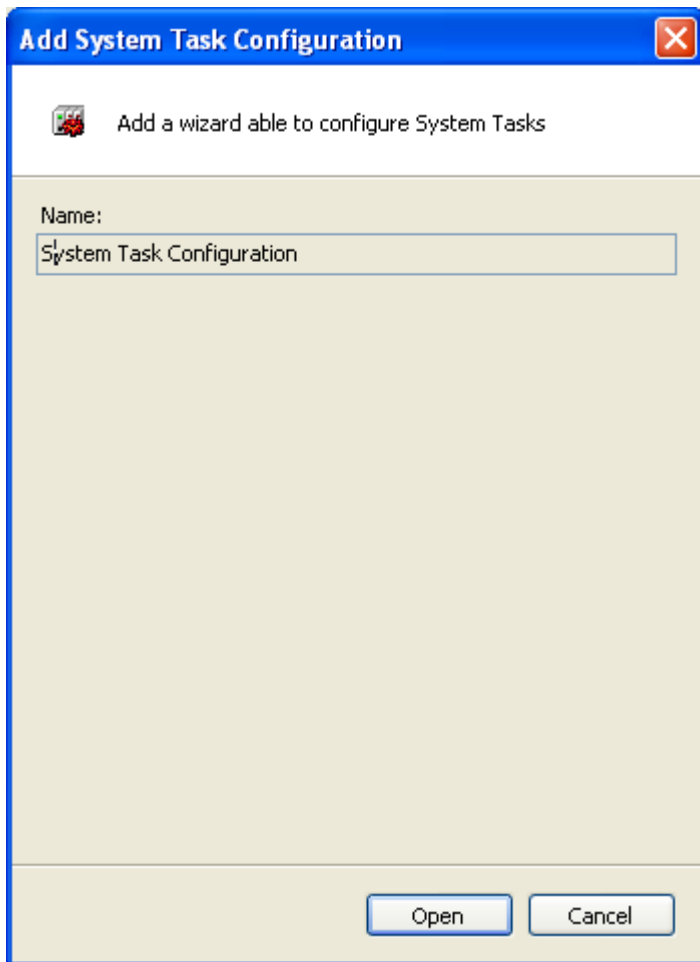 Add System Task Configuration
Add a wizard able to configure System Tasks
Name:
System Task Configuration
Open Cancel